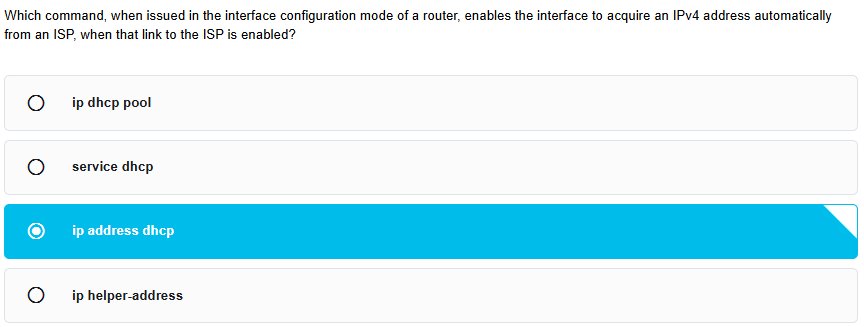 Which command, when issued in the interface configuration mode of a router, enables the interface to acquire an IPv4 address automatically
from an ISP, when that link to the ISP is enabled?
ip dhcp pool
service dhcp
ip address dhcp
ip helper-address